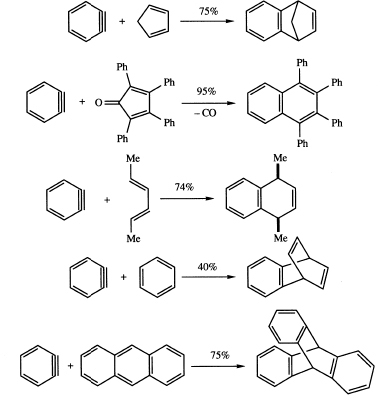 + 75%
Ph Ph
+ O Ph Ph 95% – CO Ph Ph Ph Ph
Me Me
+ 74%
Me Me
+ 40%
+ 75%